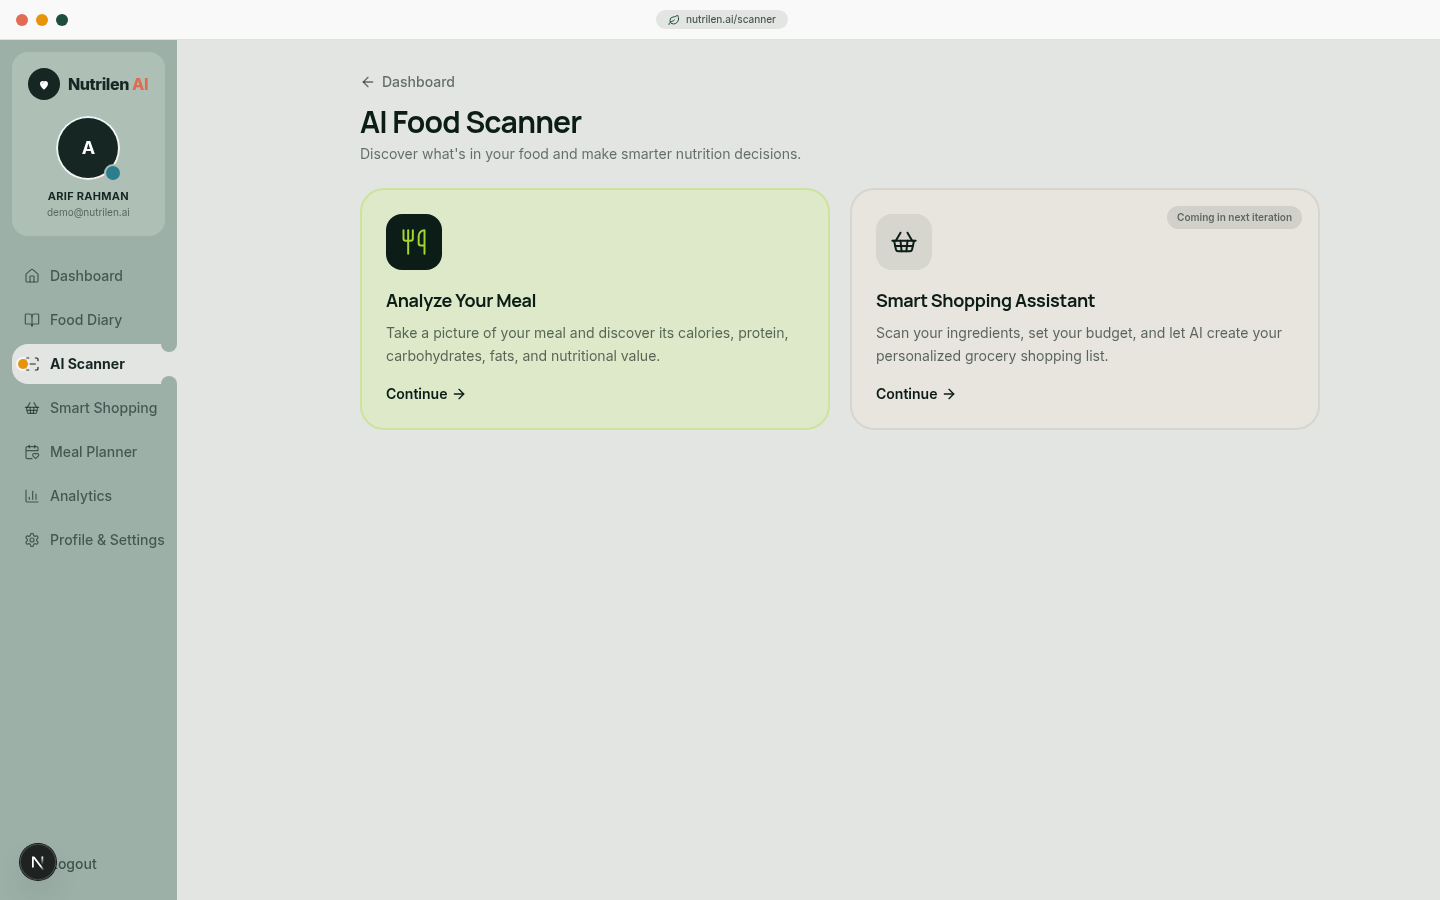 nutrilen.ai/scanner
Nutrilen AI
A
ARIF RAHMAN
demo@nutrilen.ai
Dashboard
Food Diary
AI Scanner
Smart Shopping
Meal Planner
Analytics
Profile & Settings
N
ogout
Dashboard
AI Food Scanner
Discover what's in your food and make smarter nutrition decisions.
Analyze Your Meal
Take a picture of your meal and discover its calories, protein,
carbohydrates, fats, and nutritional value.
Continue
Coming in next iteration
Smart Shopping Assistant
Scan your ingredients, set your budget, and let AI create your
personalized grocery shopping list.
Continue